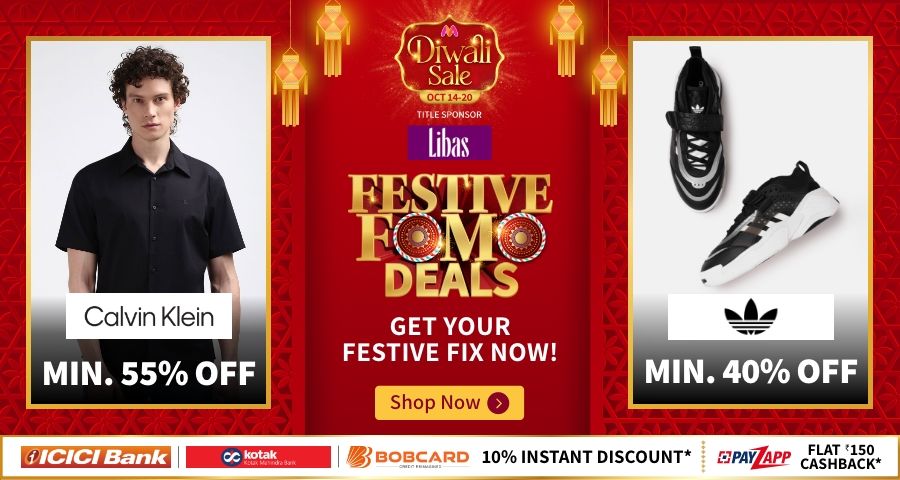 Diwali
Sale
OCT 14-20
TITLE SPONSOR
Libas
FESTIVE
FOMO
DEALS
GET YOUR
FESTIVE FIX NOW!
Shop Now
Calvin Klein
MIN. 55% OFF
MIN. 40% OFF
ICICI Bank
kotak
Kotak Mahindra Bank
BOBCARD
CREDIT REIMAGINED
10% INSTANT DISCOUNT*
PAYZAPP
FLAT ₹150
CASHBACK*